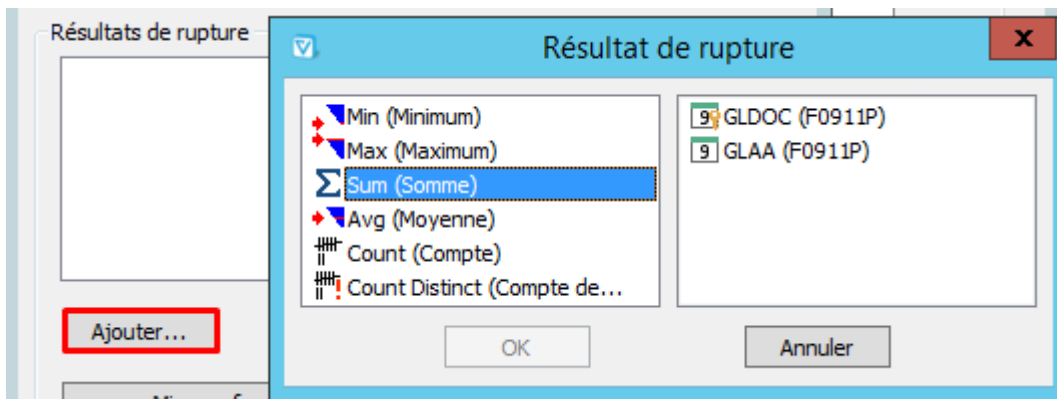 Résultats de rupture
Résultat de rupture
x
Min (Minimum)
Max (Maximum)
Sum (Somme)
Avg (Moyenne)
Count (Compte)
Count Distinct (Compte de...
GLDOC (F0911P)
GLAA (F0911P)
Ajouter...
OK
Annuler